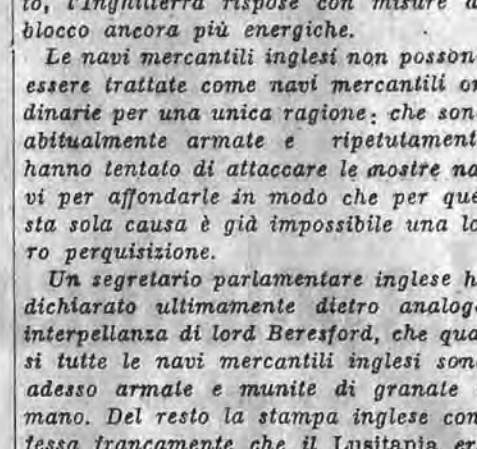 to, l'Inghilterra rispose con misure d
blocco ancora più energiche.
Le navi mercantili inglesi non posson
essere trattate come navi mercantili or
dinarie per una unica ragione: che son
abitualmente armate e ripetutament
hanno tentato di attaccare le mostre na
vi per affondarle in modo che per que
sta sola causa è già impossibile una lo
ro perquisizione.
Un segretario parlamentare inglese h
dichiarato ultimamente dietro analog
interpellanza di lord Beresford, che qua
si tutte le navi mercantili inglesi son
adesso armate e munite di granate
mano. Del resto la stampa inglese con
fessa francamente che il Lusitania er